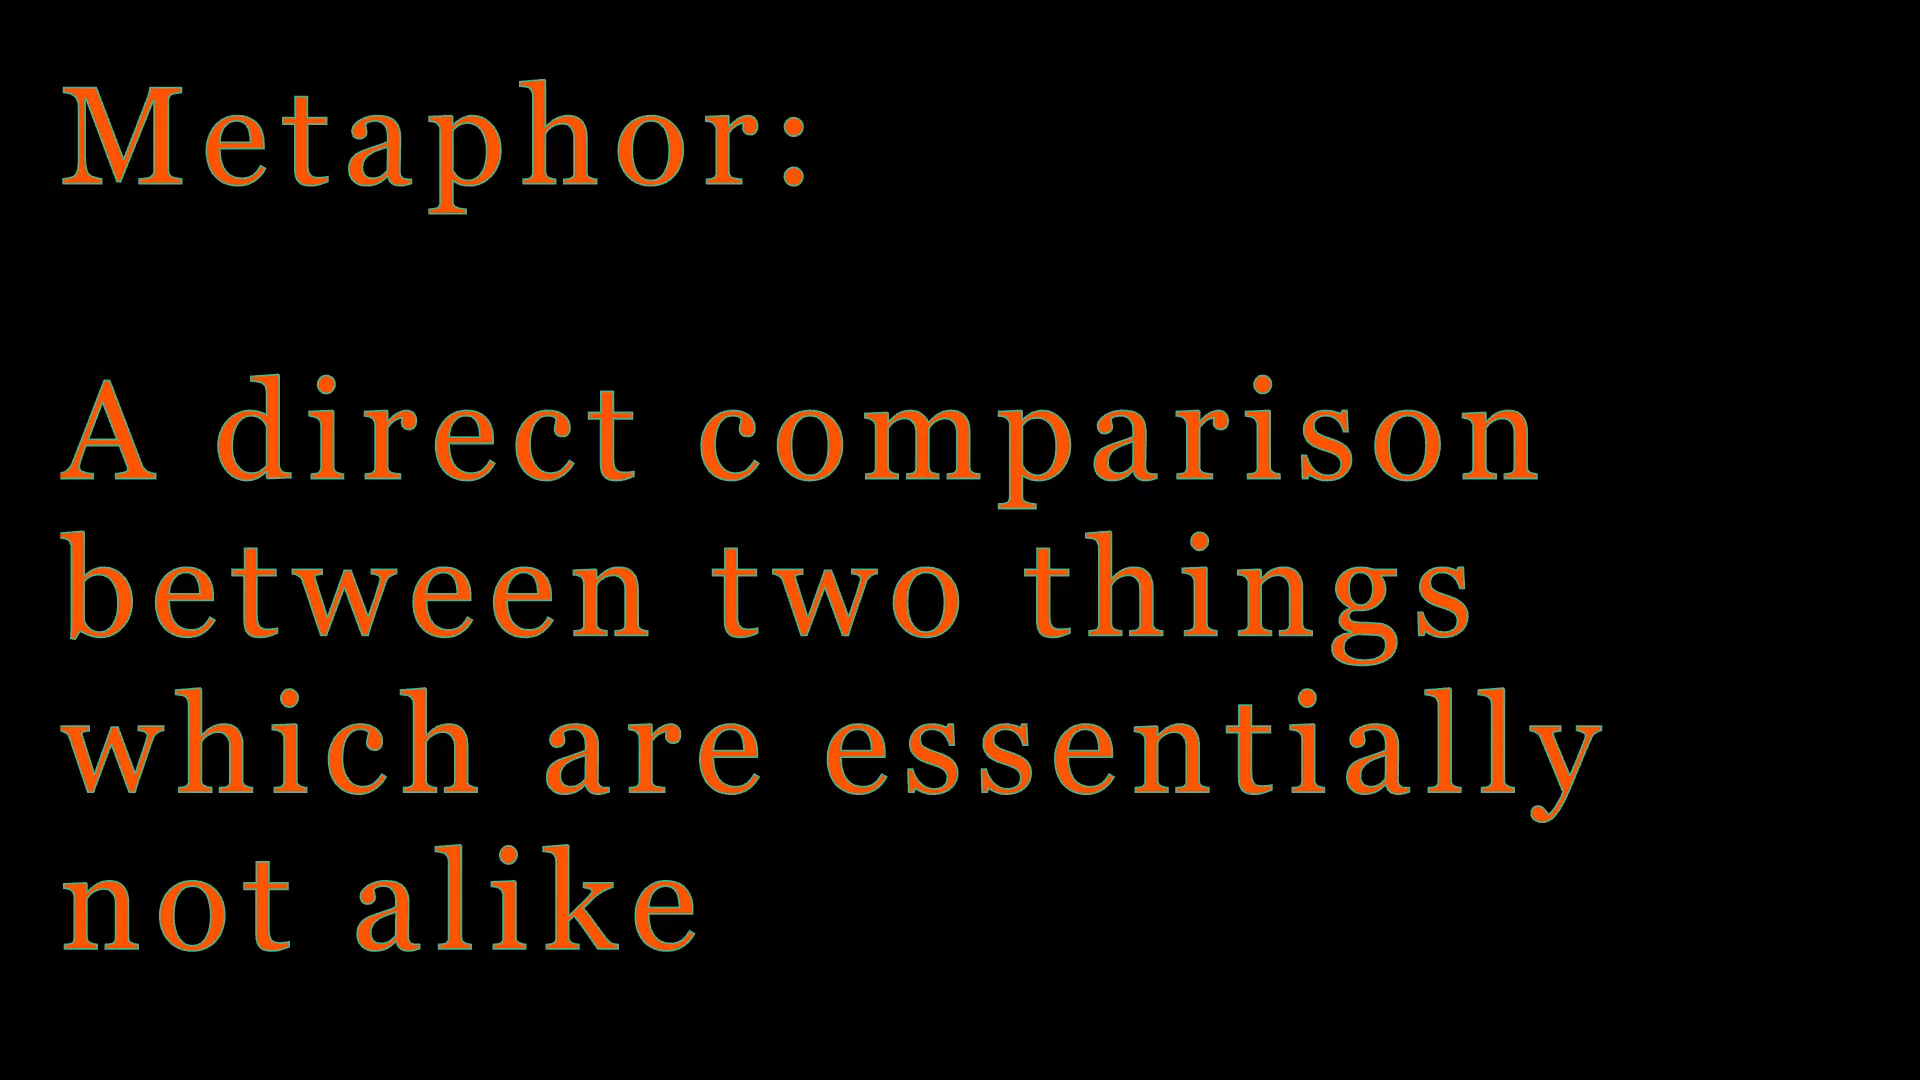 Metaphor:
A direct comparison
between two things
which are essentially
not alike